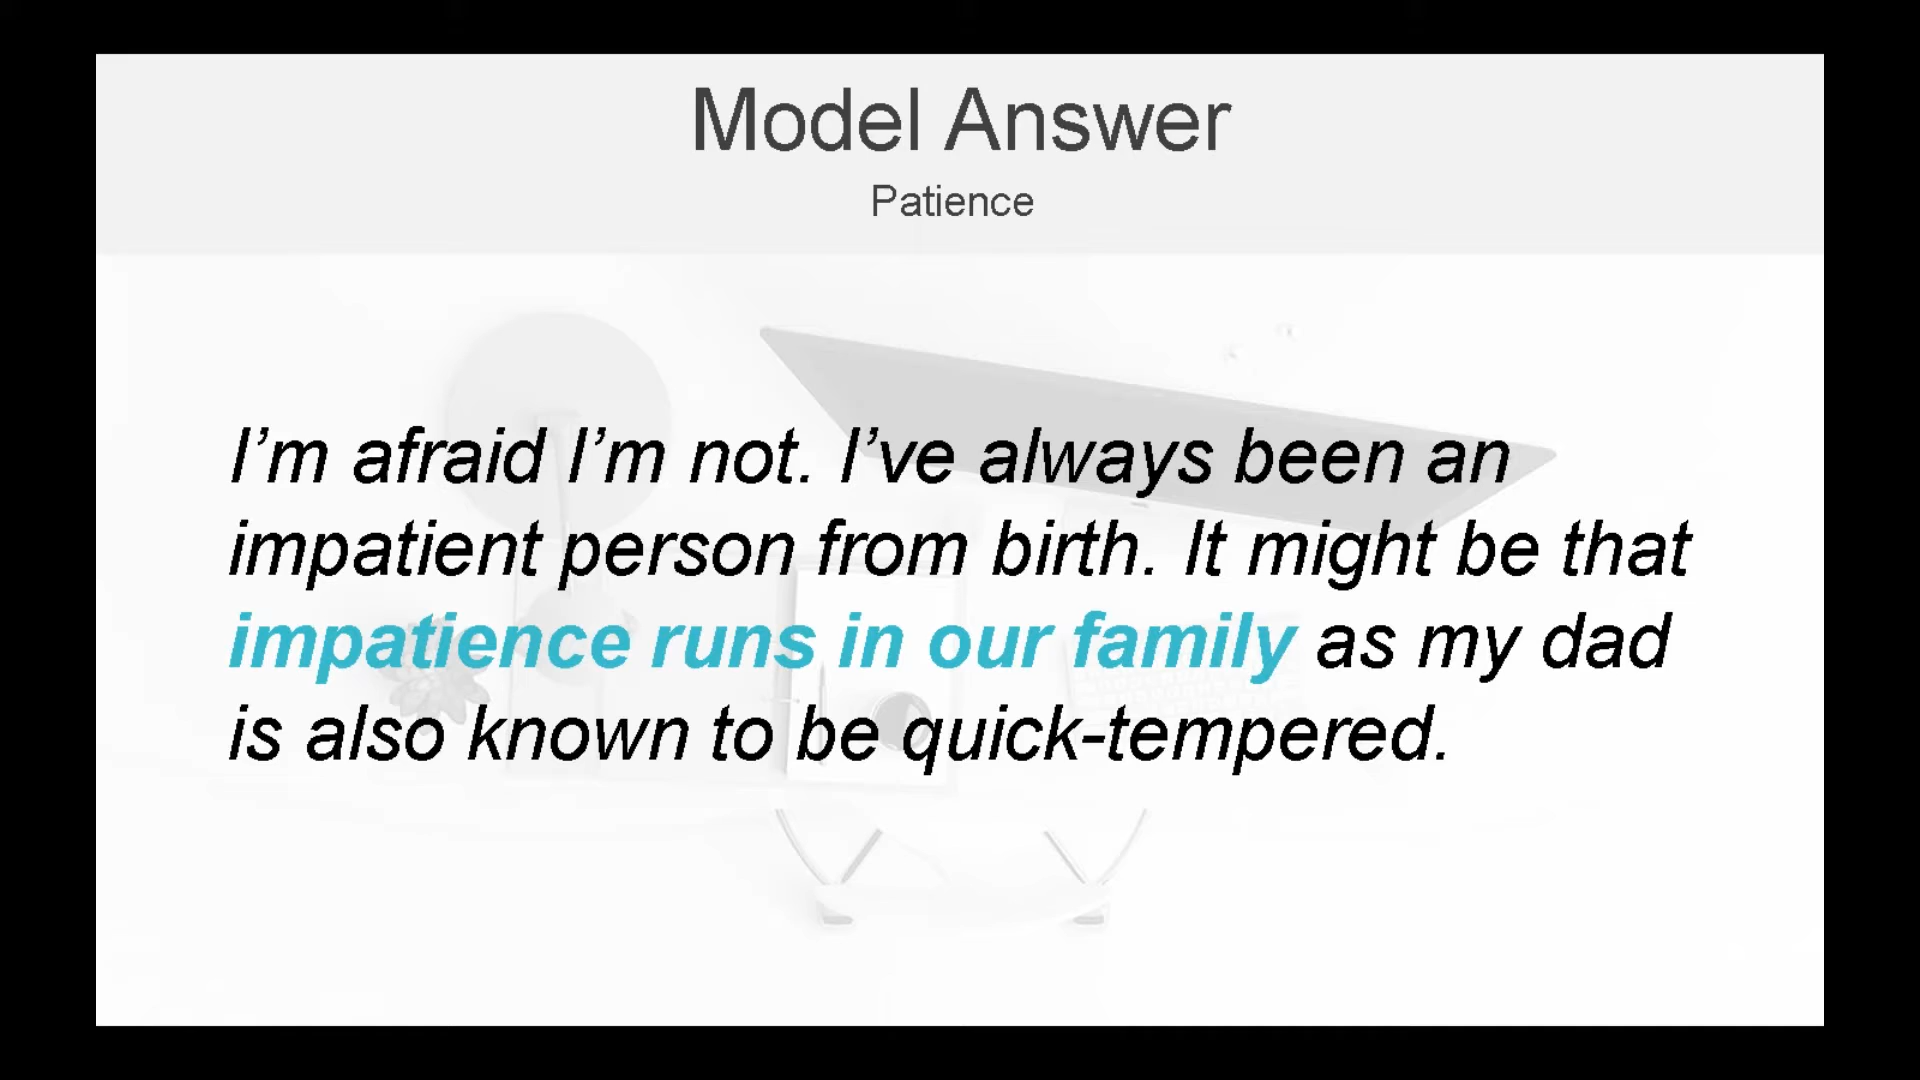 Model Answer
Patience
I’m afraid I’m not. I’ve always been an
impatient person from birth. It might be that
impatience runs in our family as my dad
is also known to be quick-tempered.